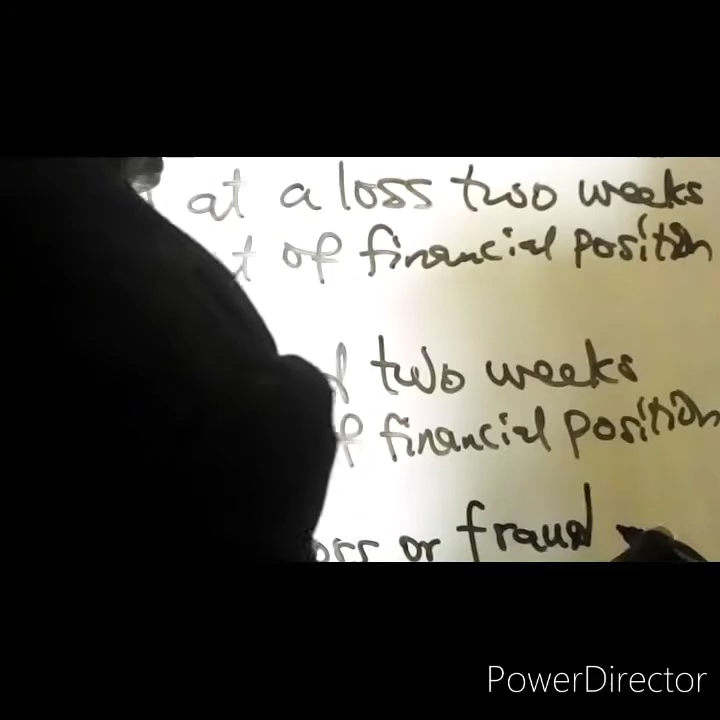 at a loss two weeks
of financial position
two weeks
financial position
or fraud
PowerDirector